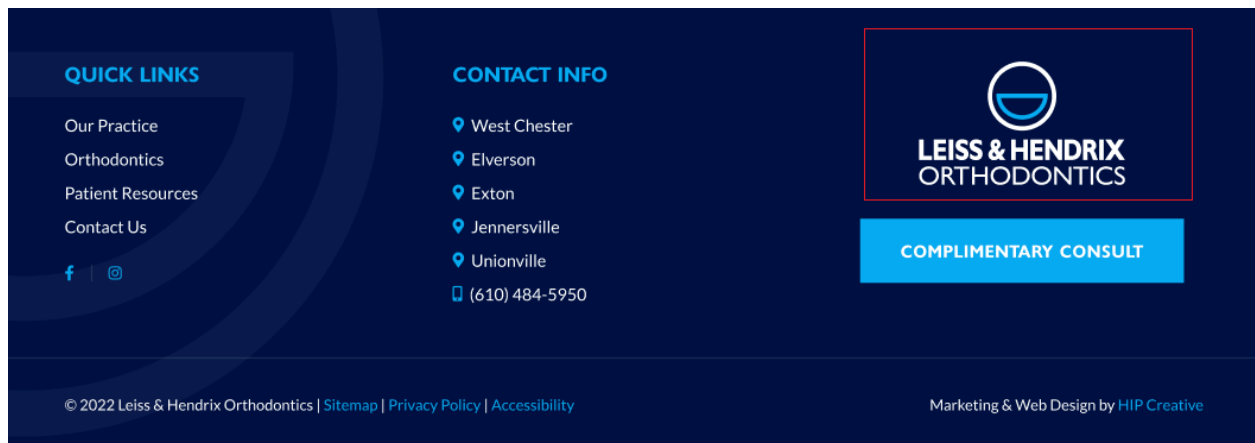 QUICK LINKS
Our Practice
Orthodontics
Patient Resources
Contact Us
CONTACT INFO
West Chester
Elverson
Exton
Jennersville
Unionville
(610) 484-5950
LEISS & HENDRIX
ORTHODONTICS
COMPLIMENTARY CONSULT
© 2022 Leiss & Hendrix Orthodontics | Sitemap | Privacy Policy | Accessibility
Marketing & Web Design by HIP Creative